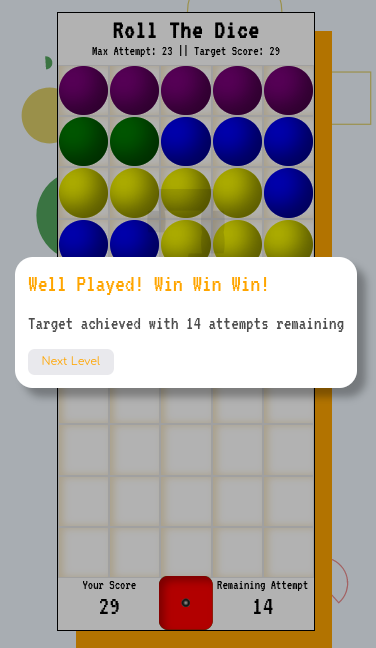 Roll The Dice
Max Attempt: 23 || Target Score: 29
Well Played! Win Win Win!
Target achieved with 14 attempts remaining
Next Level
Your Score
29
Remaining Attempt
14